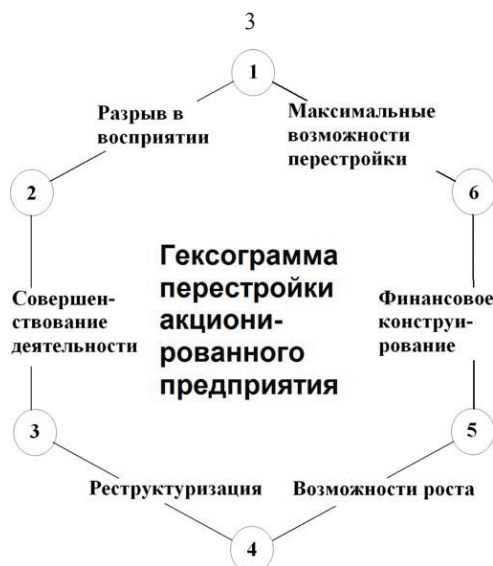 3
1
Разрыв в
восприятии
Максимальные
возможности
перестройки
2
6
Гексограмма
перестройки
акциони-
рованного
предприятия
Совершен-
ствование
деятельности
Финансовое
конструи-
рование
3
5
Реструктуризация
Возможности роста
4